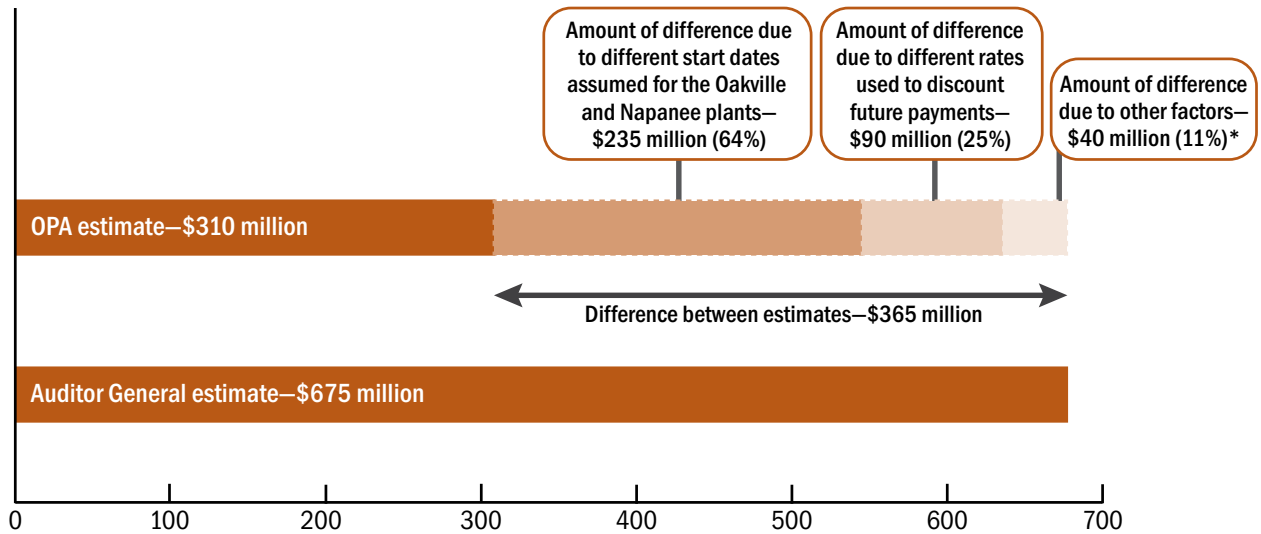 Amount of difference due
to different start dates
assumed for the Oakville
and Napanee plants—
$235 million (64%)
Amount of difference
due to different rates
used to discount
future payments—
$90 million (25%)
Amount of difference
due to other factors—
$40 million (11%)*
OPA estimate—$310 million
Difference between estimates—$365 million
Auditor General estimate—$675 million
0 100 200 300 400 500 600 700